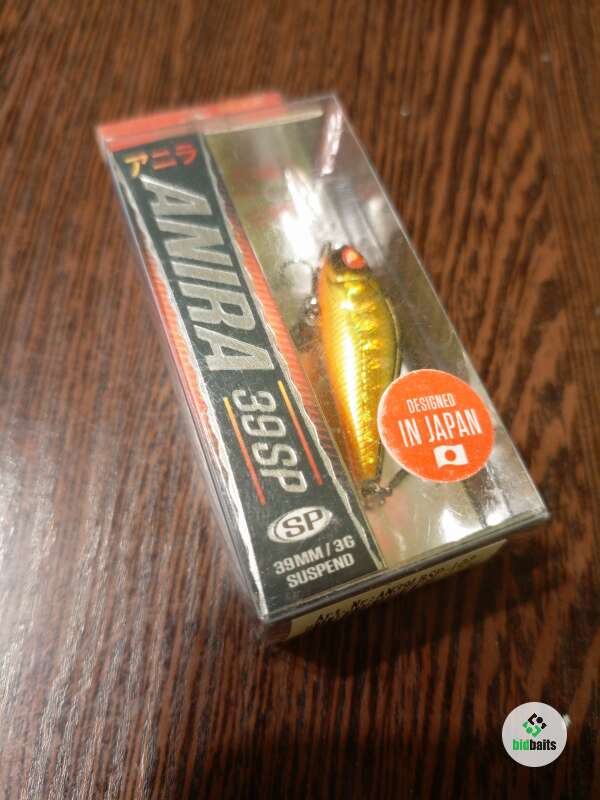 アニラ
ANIRA
39SP
SP
39MM/3G
SUSPEND
DESIGNED
IN JAPAN
bidbaits